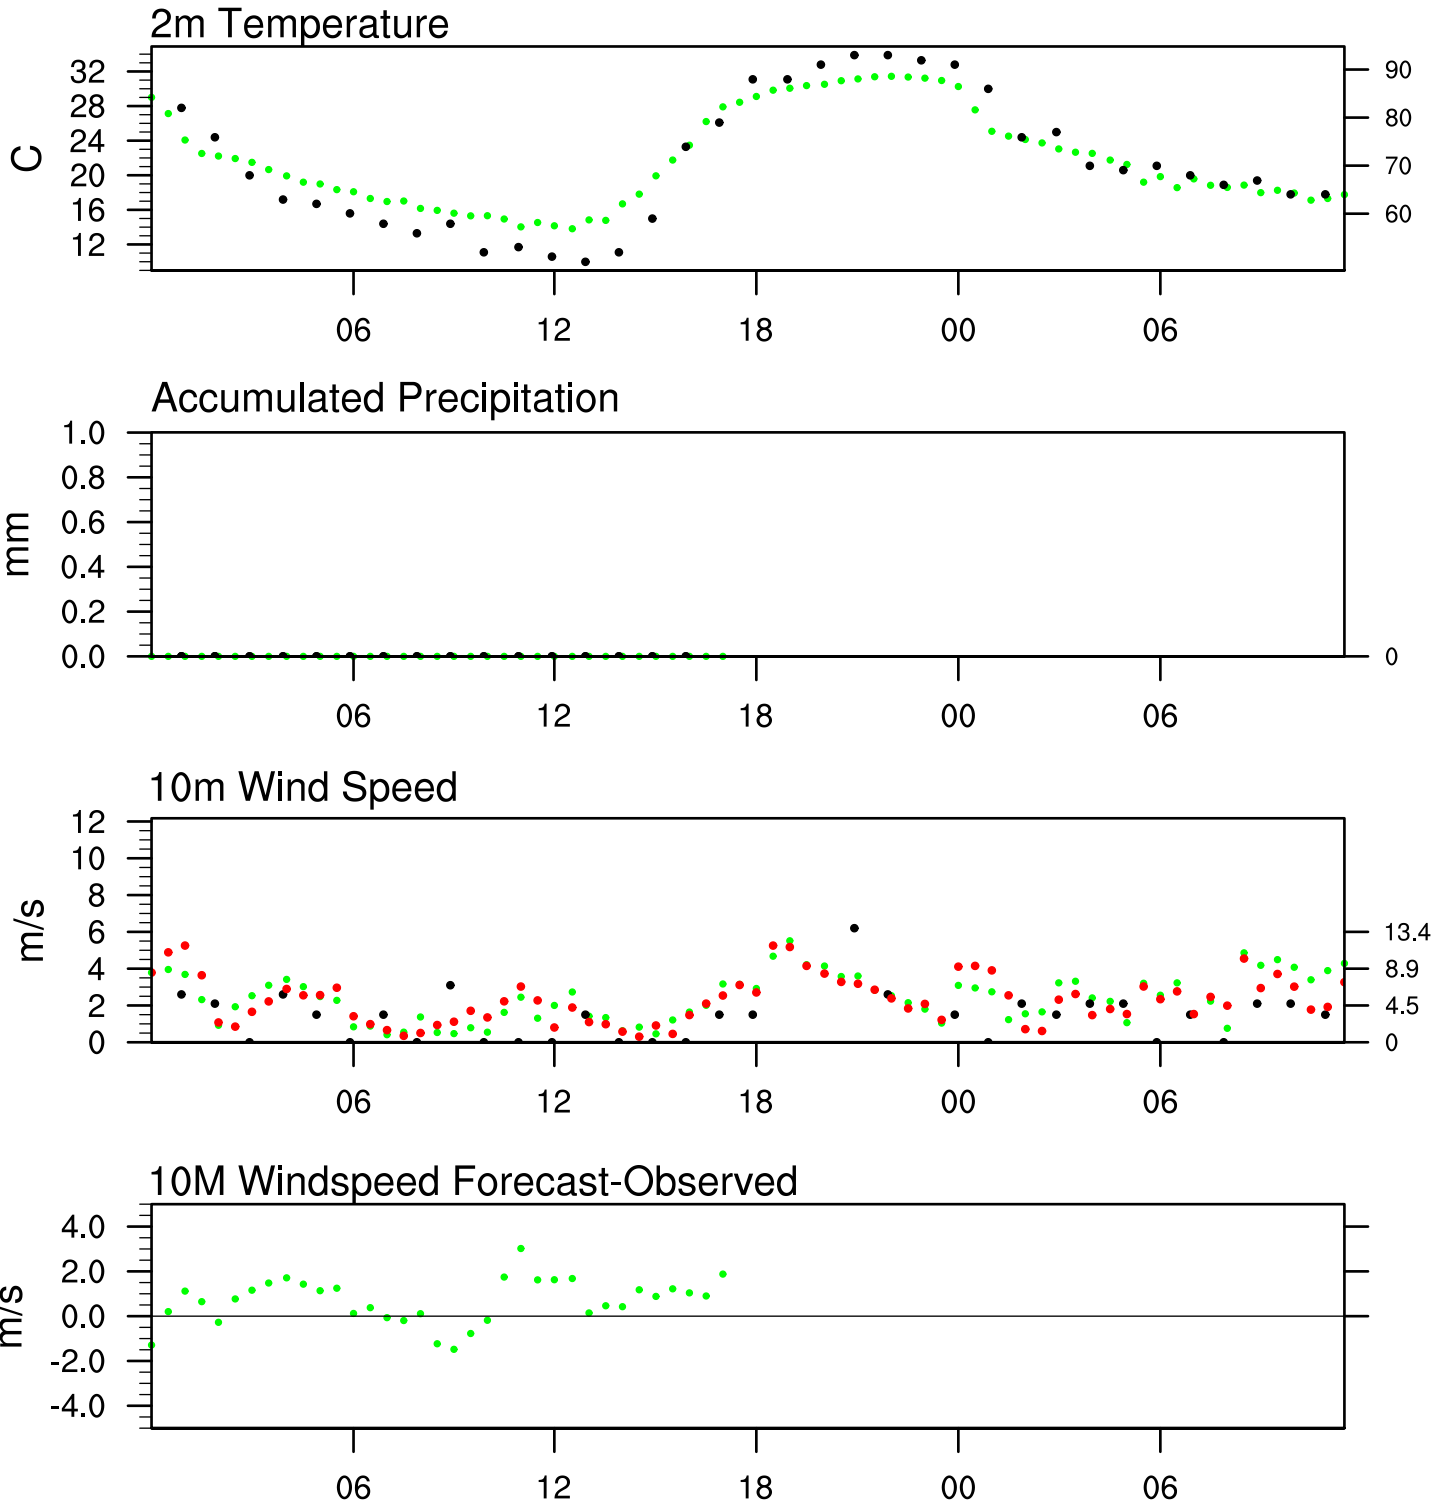 2m Temperature
32
28
24
20
16
12
C
90
80
70
60
06 12 18 00 06
Accumulated Precipitation
1.0
0.8
0.6
0.4
0.2
0.0
mm
0
06 12 18 00 06
10m Wind Speed
12
10
8
6
4
2
0
m/s
13.4
8.9
4.5
0
06 12 18 00 06
10M Windspeed Forecast-Observed
4.0
2.0
0.0
-2.0
-4.0
m/s
06 12 18 00 06